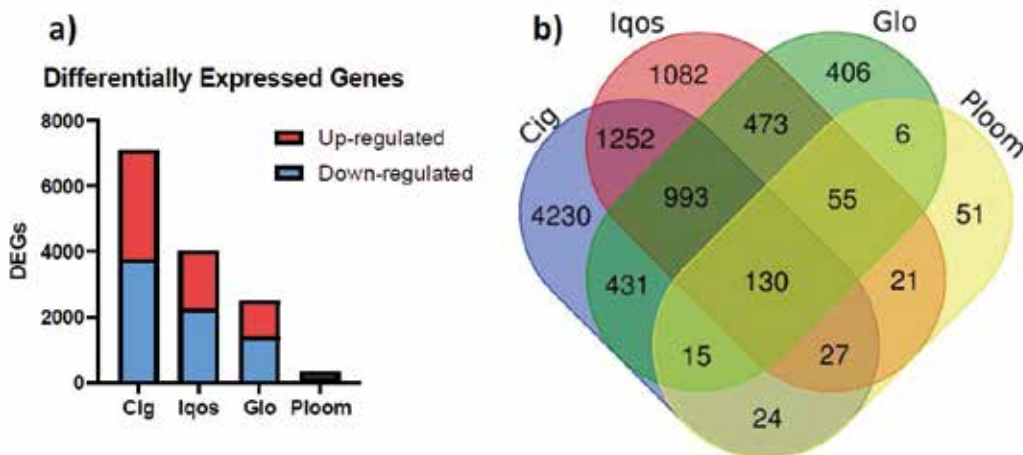 a)
Differentially Expressed Genes
8000
6000
4000
2000
0
DEGs
Up-regulated
Down-regulated
Cig
Iqos
Glo
Ploom
b)
Iqos
Glo
Cig
Ploom
1082
406
1252
473
6
4230
993
55
51
431
130
21
15
27
24